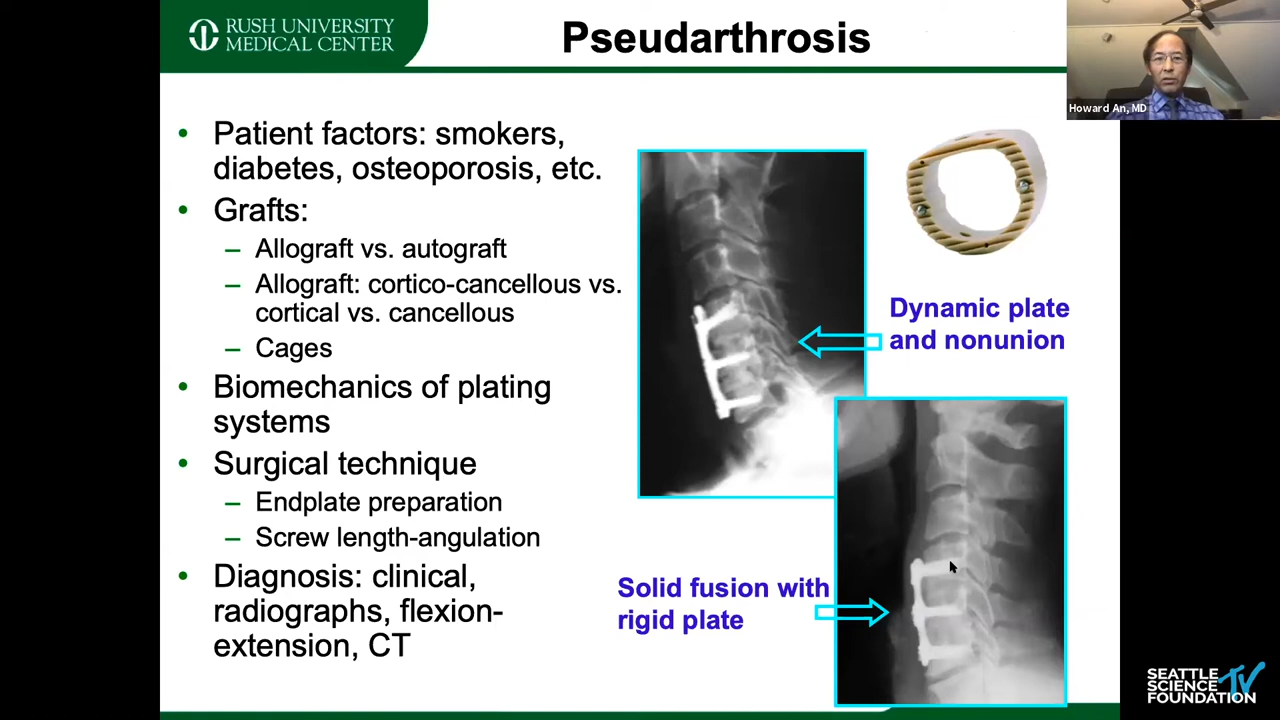 RUSH UNIVERSITY
MEDICAL CENTER
Pseudarthrosis
Howard An, MD
• Patient factors: smokers,
diabetes, osteoporosis, etc.
• Grafts:
– Allograft vs. autograft
– Allograft: cortico-cancellous vs.
cortical vs. cancellous
– Cages
• Biomechanics of plating
systems
• Surgical technique
– Endplate preparation
– Screw length-angulation
• Diagnosis: clinical,
radiographs, flexion-
extension, CT
Dynamic plate
and nonunion
Solid fusion with
rigid plate
SEATTLE
SCIENCE
FOUNDATION
TV